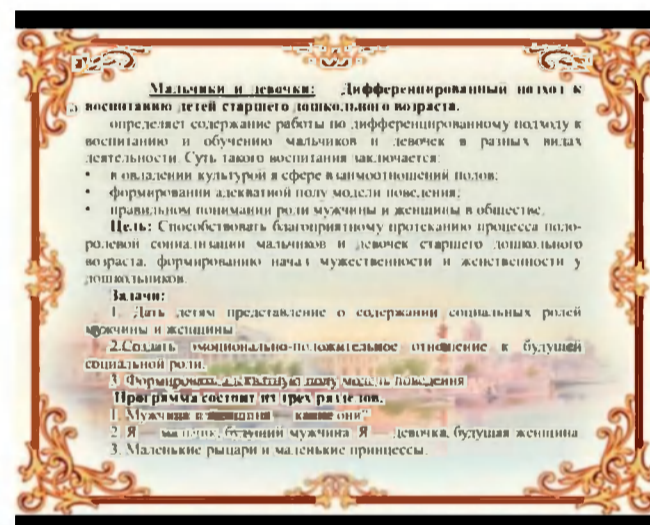 Мальчики и девочки: Дифференцированный подход к
воспитанию детей старшего дошкольного возраста.
определяет содержание работы по дифференцированному подходу к
воспитанию и обучению мальчиков и девочек в разных видах
деятельности. Суть такого воспитания заключается:
• в овладении культурой в сфере взаимоотношений полов;
• формировании адекватной полу модели поведения;
• правильном понимании роли мужчины и женщины в обществе.
Цель: Способствовать благоприятному протеканию процесса поло-
ролевой социализации мальчиков и девочек старшего дошкольного
возраста, формированию начал мужественности и женственности у
дошкольников.
Задачи:
1. Дать детям представление о содержании социальных ролей
мужчины и женщины
2.Создать эмоционально-положительное отношение к будущей
социальной роли.
3. Формировать адекватную полу модель поведения
Программа состоит из трех разделов.
1. Мужчина и женщина — какие они?
2. Я — мальчик, будущий мужчина. Я — девочка, будущая женщина
3. Маленькие рыцари и маленькие принцессы.